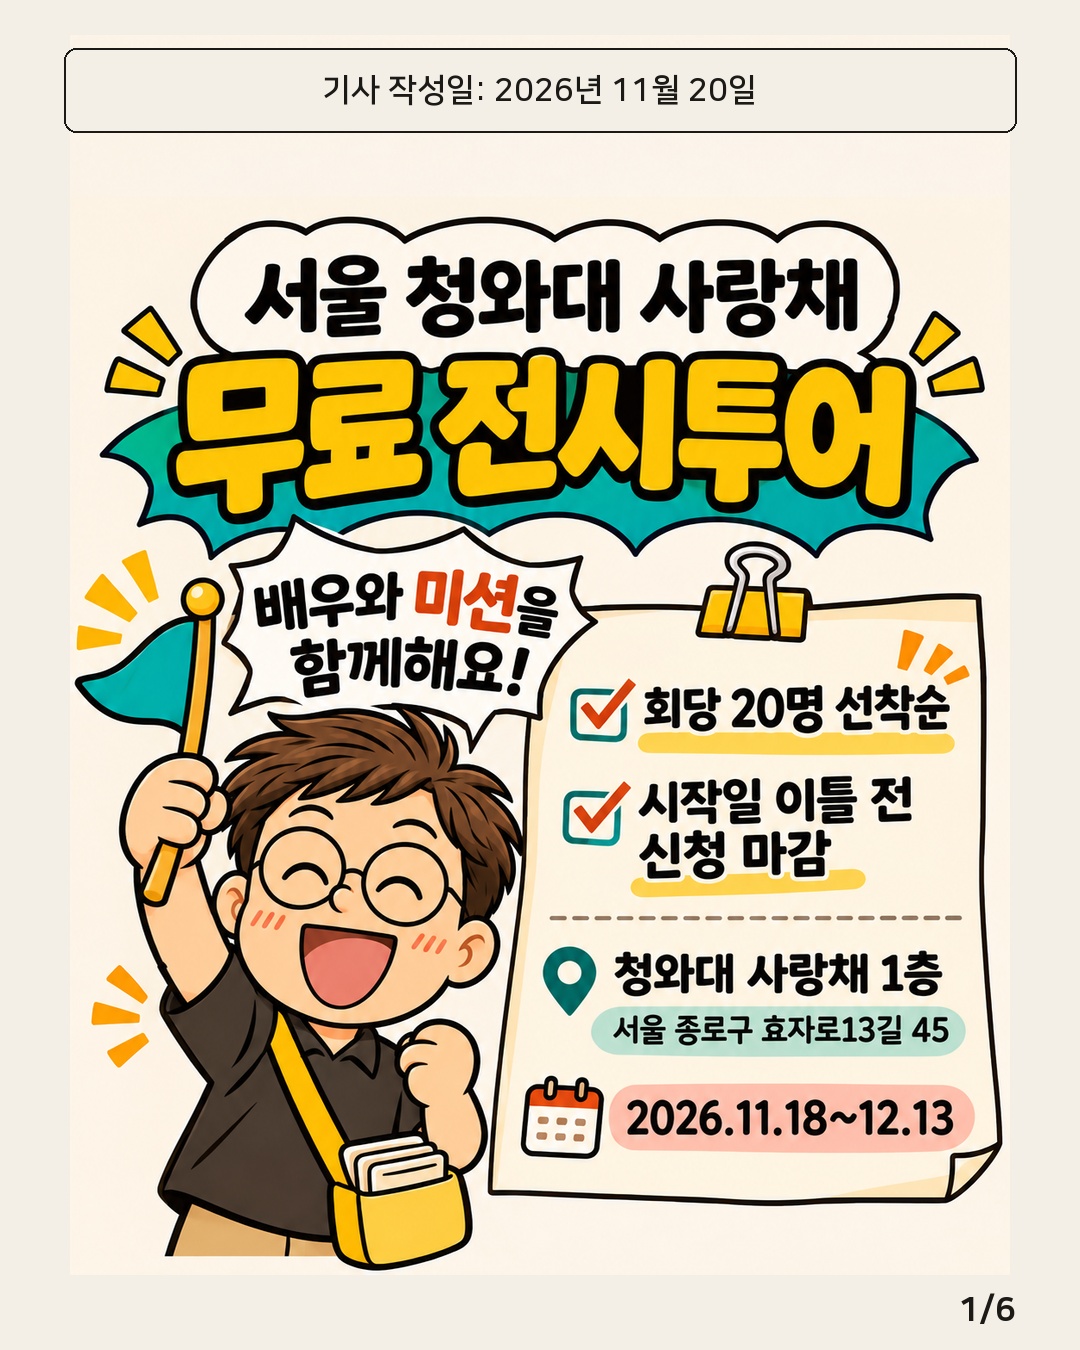 기사 작성일: 2026년 11월 20일
서울 청와대 사랑채
무료 전시투어
배우와 미션을
함께해요!
회당 20명 선착순
시작일 이틀 전
신청 마감
청와대 사랑채 1층
서울 종로구 효자로13길 45
2026.11.18~12.13
1/6